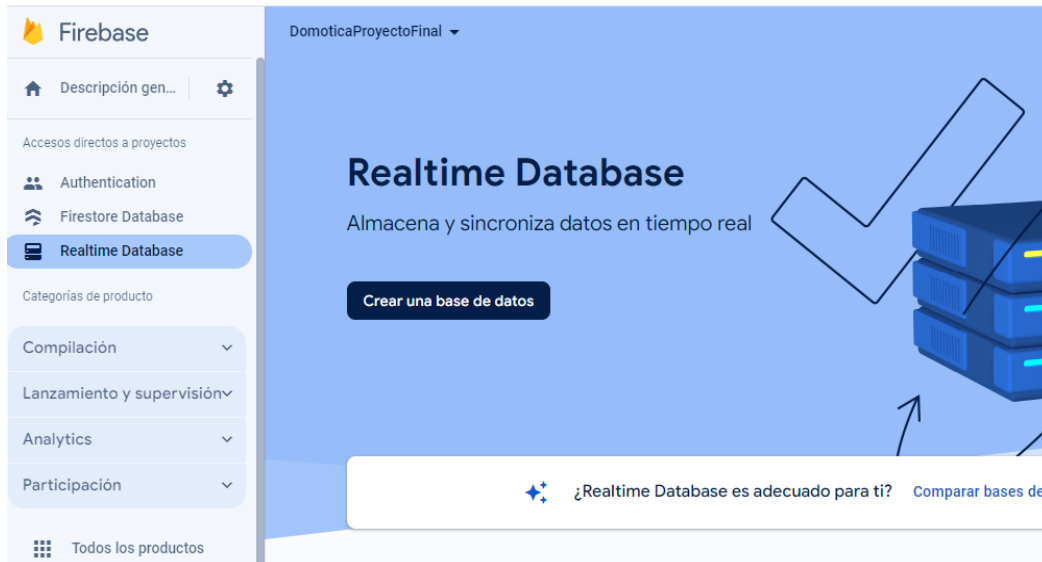 Firebase
DomoticaProyectoFinal
Descripción gen...
Accesos directos a proyectos
Authentication
Firestore Database
Realtime Database
Categorías de producto
Compilación
Lanzamiento y supervisión
Analytics
Participación
Todos los productos
Realtime Database
Almacena y sincroniza datos en tiempo real
Crear una base de datos
¿Realtime Database es adecuado para ti? Comparar bases de